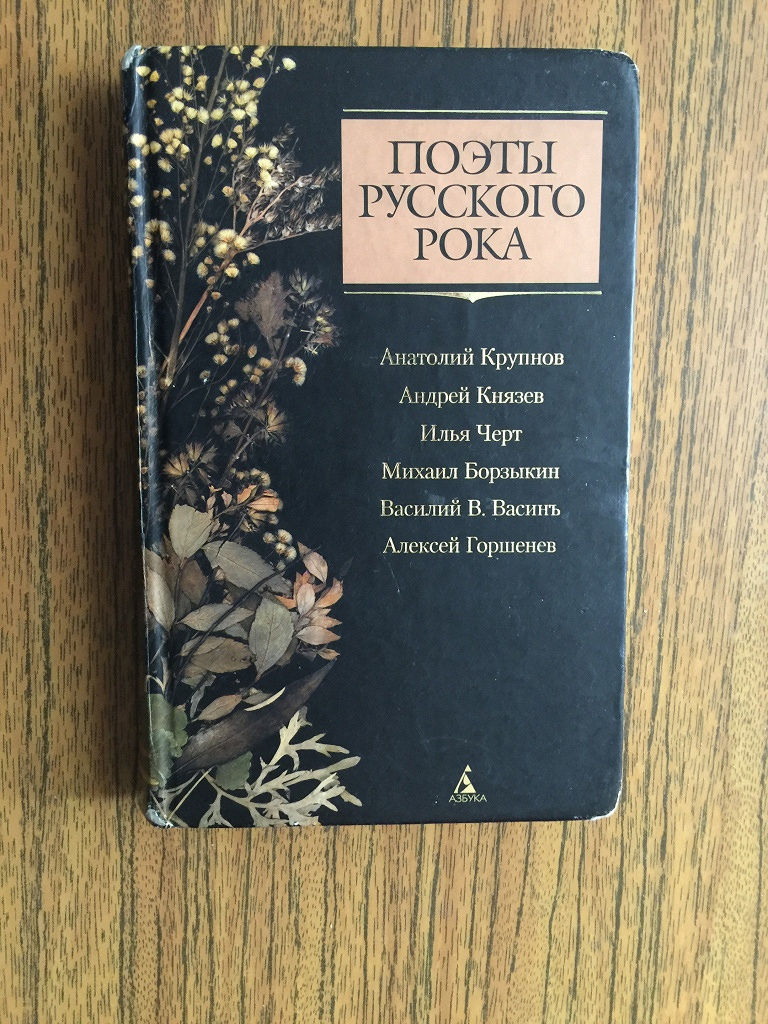 ПОЭТЫ
РУССКОГО
РОКА
Анатолий Крупнов
Андрей Князев
Илья Черт
Михаил Борзыкин
Василий В. Васинъ
Алексей Горшенев
АЗБУКА